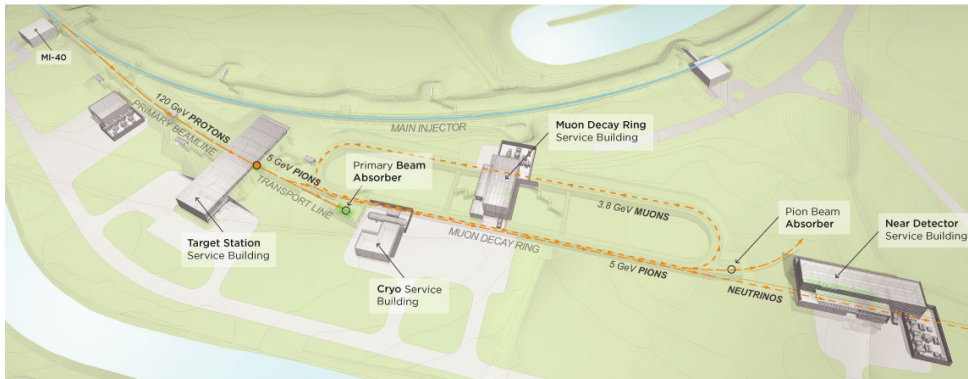 MI-40
120 GeV PROTONS
PRIMARY BEAMLINE
MAIN INJECTOR
5 GeV PIONS
TRANSPORT LINE
Primary Beam
Absorber
Muon Decay Ring
Service Building
3.8 GeV MUONS
Target Station
Service Building
Cryo Service
Building
MUON DECAY RING
5 GeV PIONS
Pion Beam
Absorber
Near Detector
Service Building
NEUTRINOS